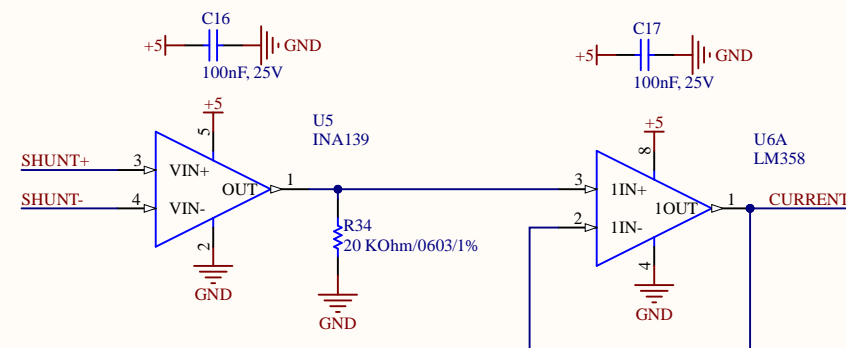 C16
+5
GND
100nF, 25V
C17
+5
GND
100nF, 25V
+5
5
U5
INA139
SHUNT+
3
VIN+
OUT
1
SHUNT-
4
VIN-
2
GND
R34
20 KOhm/0603/1%
GND
+5
8
U6A
LM358
3
1IN+
1OUT
1
CURRENT
2
1IN-
4
GND